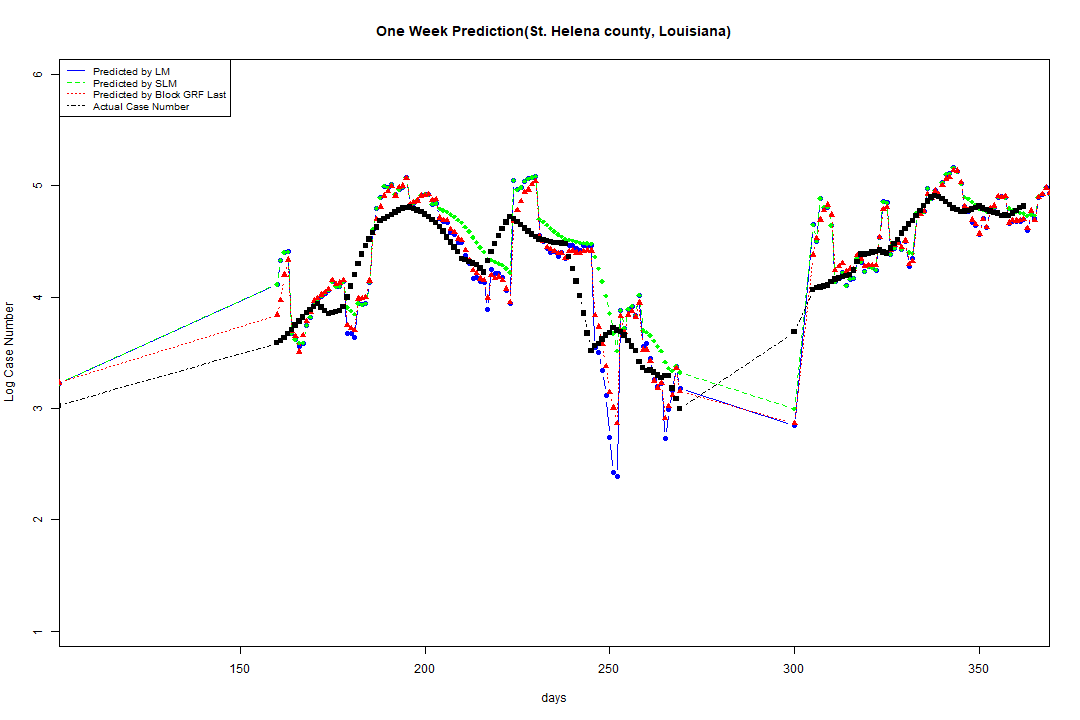 One Week Prediction(St. Helena county, Louisiana)
Predicted by LM
Predicted by SLM
Predicted by Block GRF Last
Actual Case Number
6
5
4
3
2
1
Log Case Number
150 200 250 300 350
days